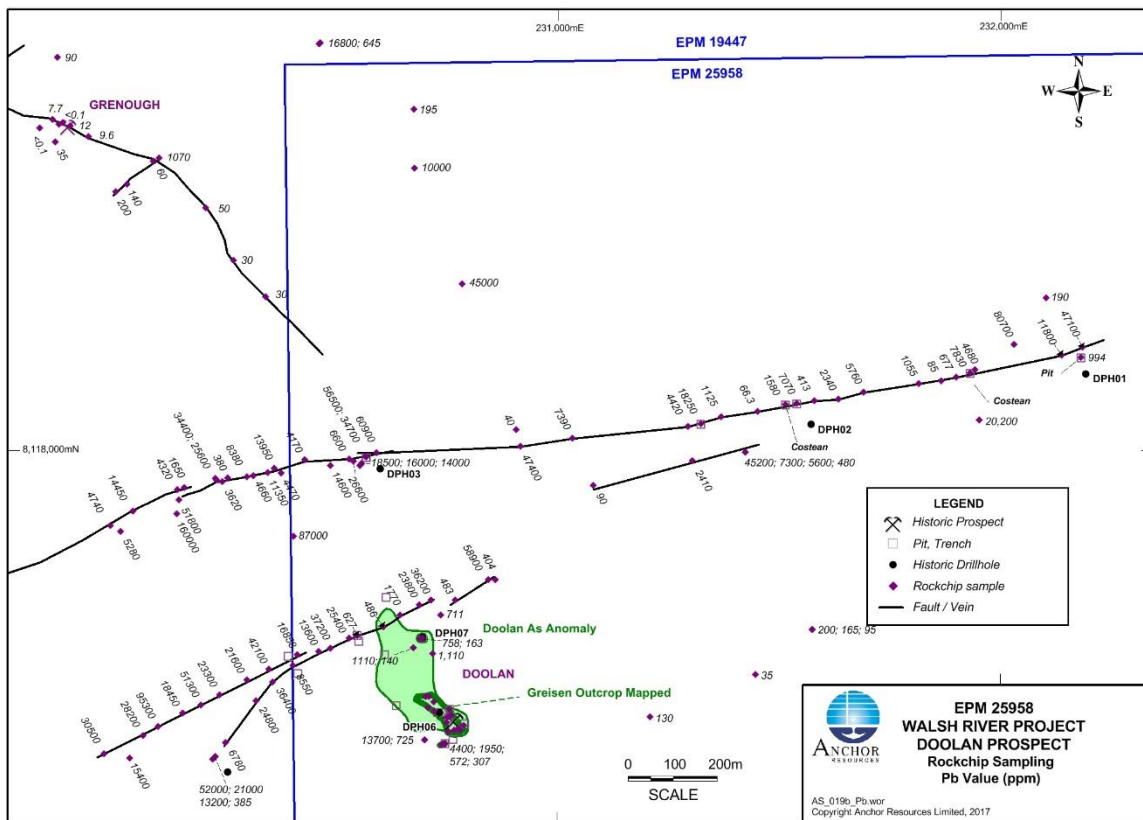 231,000mE
232,000mE
16800; 645
EPM 19447
EPM 25958
90
N
W E
S
GRENOUGH
7.7
<0.1
12
9.6
<0.1
35
195
1070
60
140
200
10000
50
30
30
45000
190
80700
11800
47100
994
Pit
DPH01
4680
7830
677
85
1055
Costean
20,200
5760
2340
413
7070
1580
Costean
DPH02
66.3
1125
18250
4420
7390
40
47400
45200; 7300; 5600; 480
2410
90
8,118,000mN
60900
56500; 34700
6600
18500; 16000; 14000
DPH03
26600
14600
4170
13950
4470
11350
4660
8380
380
3620
34400; 25600
1650
4320
51800
160000
14450
4740
5280
87000
LEGEND
Historic Prospect
Pit, Trench
Historic Drillhole
Rockchip sample
Fault / Vein
404
58900
483
711
36200
23800
1770
486
627
25400
37200
13600
16850
8550
42100
36400
21600
24800
23300
51300
18450
95300
28200
30500
15400
6780
52000; 21000
13200; 385
Doolan As Anomaly
DPH07
758; 163
1110; 140
1,110
DOOLAN
Greisen Outcrop Mapped
DPH06
13700; 725
4400; 1950;
572; 307
200; 165; 95
35
130
0 100 200m
SCALE
ANCHOR
RESOURCES
EPM 25958
WALSH RIVER PROJECT
DOOLAN PROSPECT
Rockchip Sampling
Pb Value (ppm)
AS_019b_Pb.wor
Copyright Anchor Resources Limited, 2017